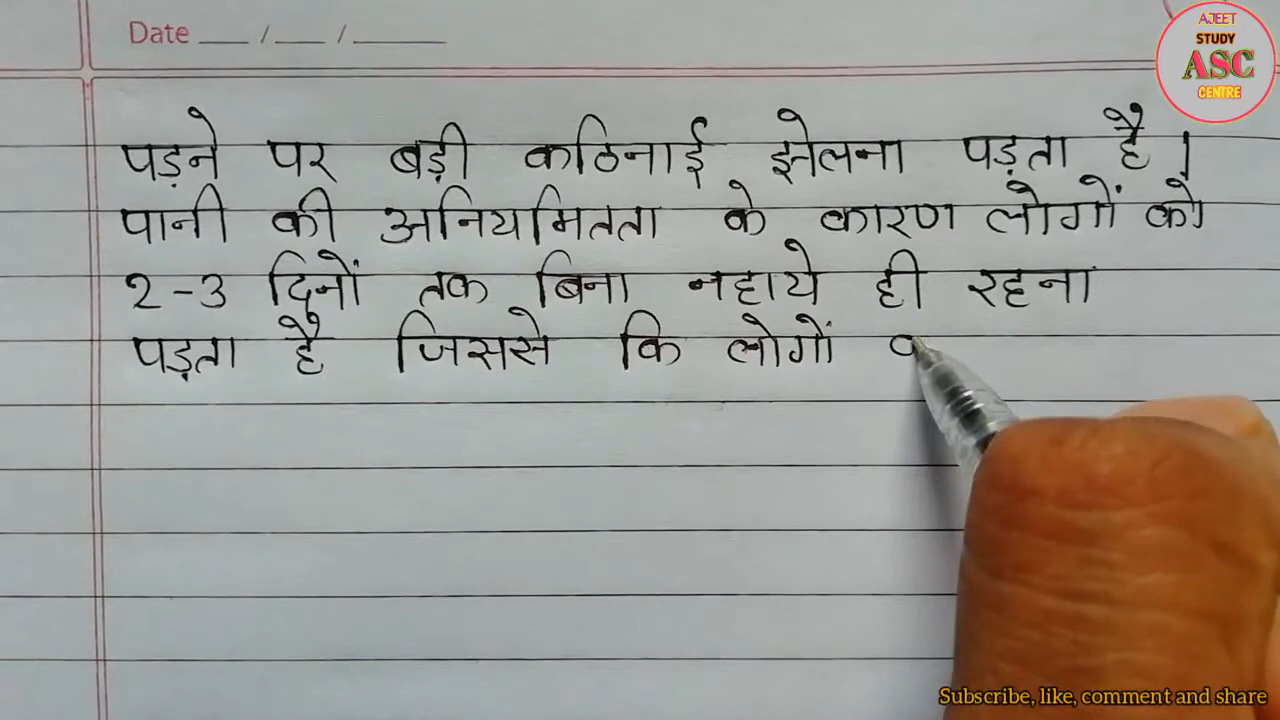 Date __ / __ / ____
AJEET
STUDY
ASC
CENTRE
पड़ने पर बड़ी कठिनाई झेलना पड़ता है।
पानी की अनियमितता के कारण लोगों को
2-3 दिनों तक बिना नहाये ही रहना
पड़ता है जिससे कि लोगों
Subscribe, like, comment and share